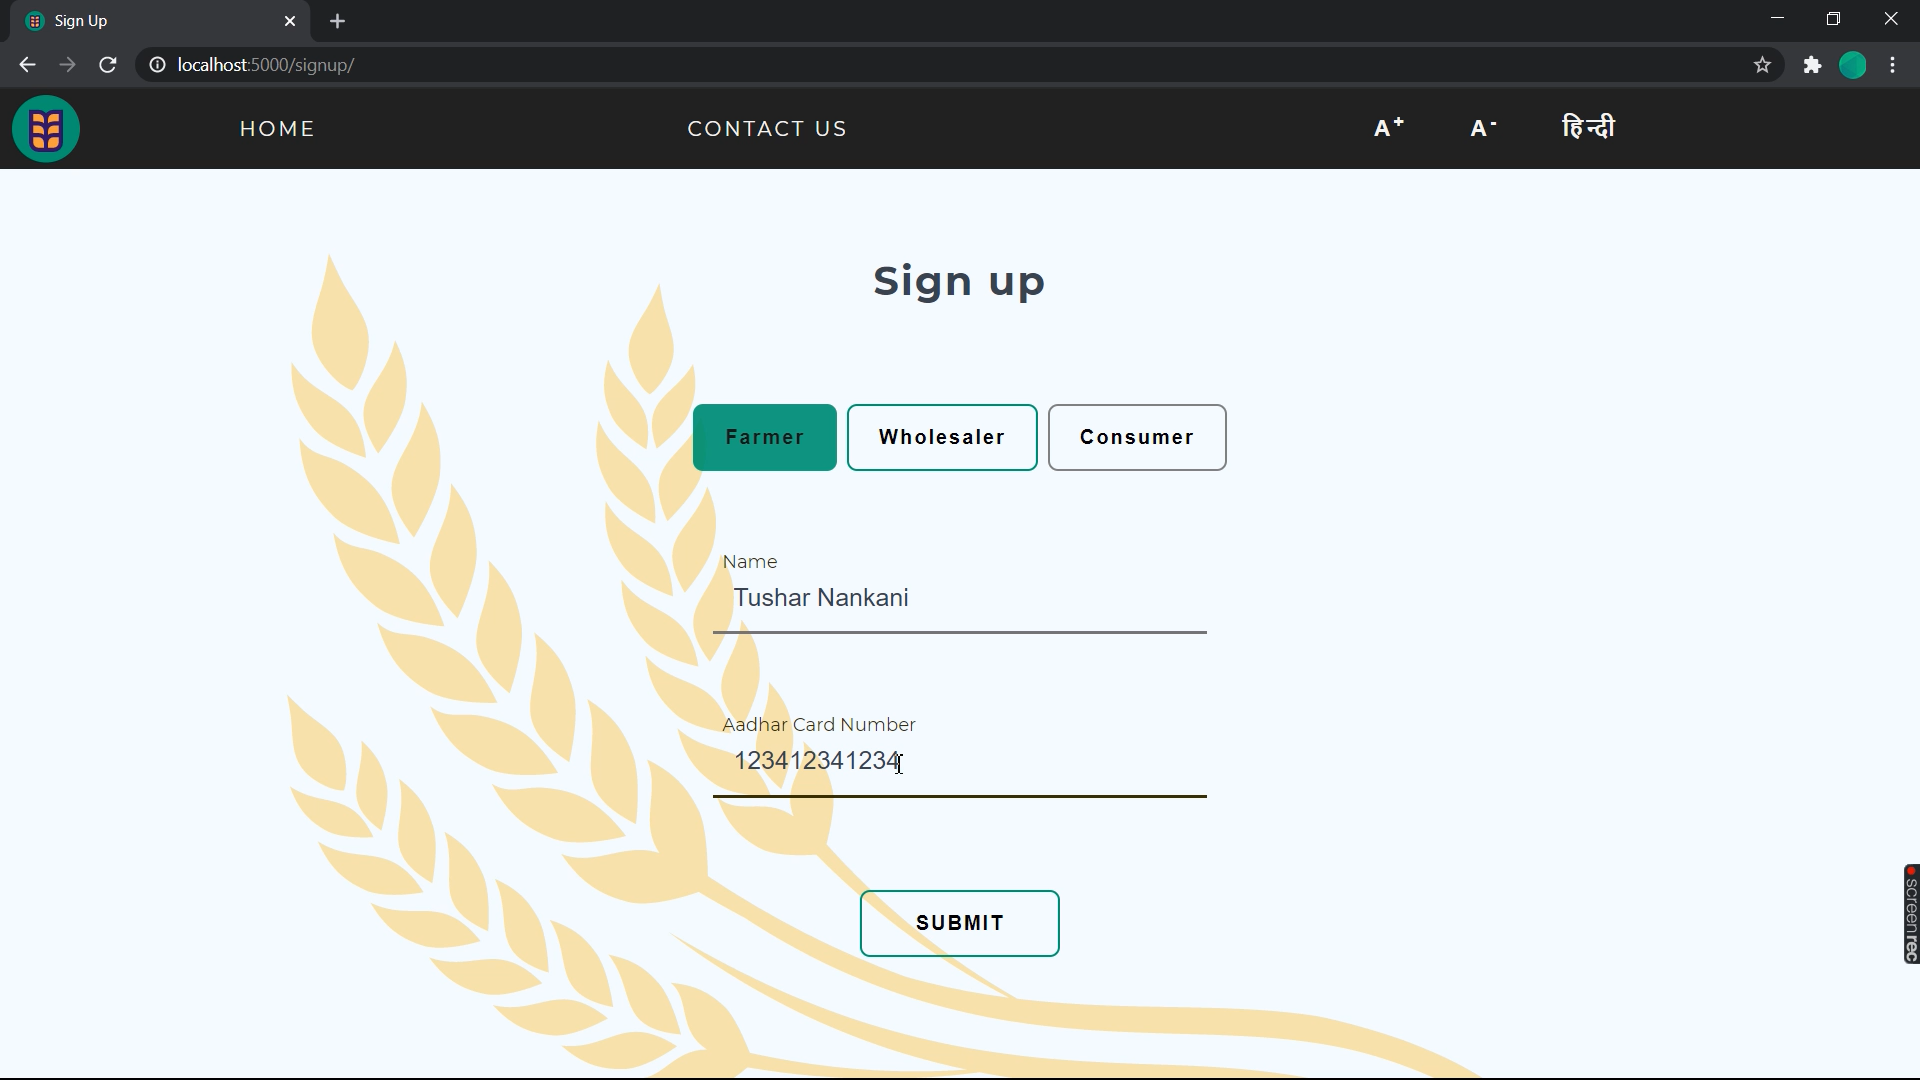 Sign Up
localhost:5000/signup/
HOME
CONTACT US
A+
A-
हिन्दी
Sign up
Farmer
Wholesaler
Consumer
Name
Tushar Nankani
Aadhar Card Number
123412341234
SUBMIT
screenrec